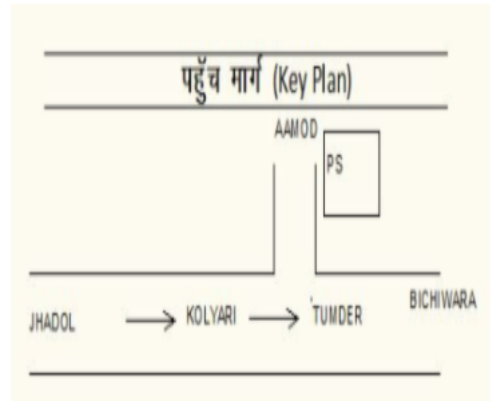 पहुँच मार्ग (Key Plan)
AAMOD
PS
JHADOL → KOLYARI → TUMDER BICHIWARA